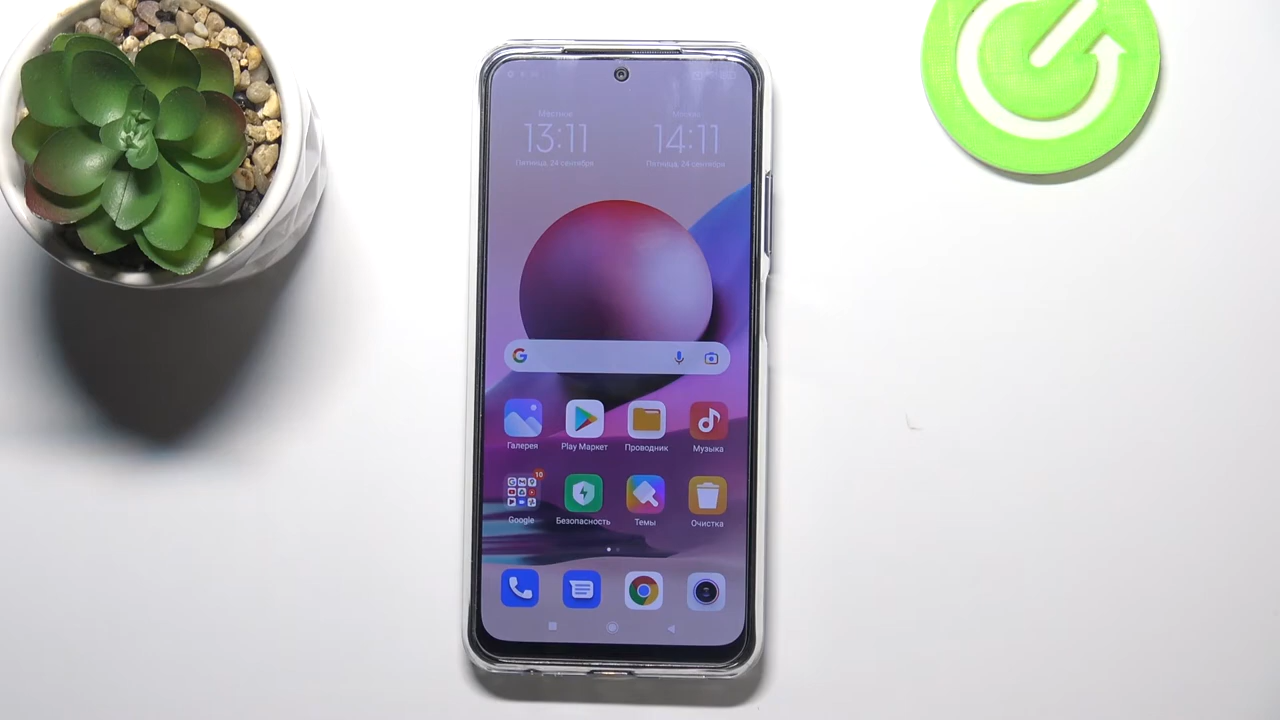 Местное
13:11
Пятница, 24 сентября
14:11
Пятница, 24 сентября
Галерея
Play Маркет
Проводник
Музыка
10
Google
Безопасность
Темы
Очистка